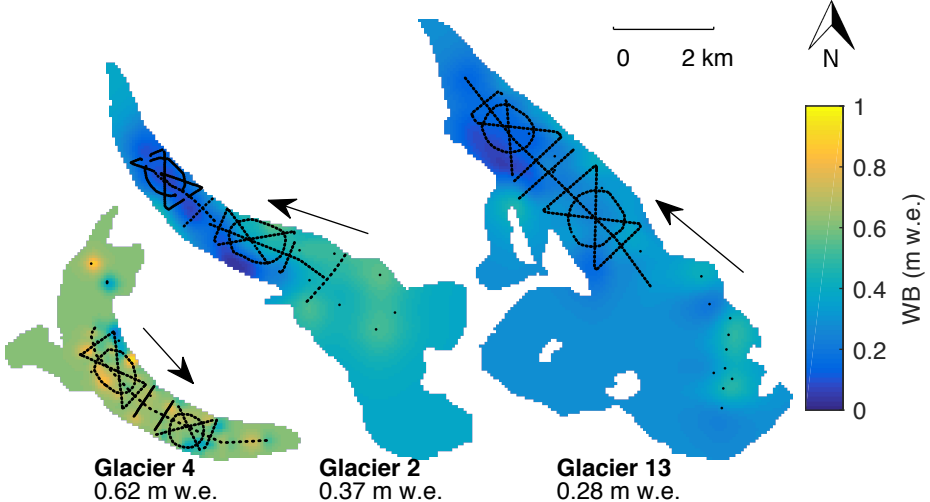 0 2 km
N
1
0.8
0.6
0.4
0.2
0
WB (m w.e.)
Glacier 4
0.62 m w.e.
Glacier 2
0.37 m w.e.
Glacier 13
0.28 m w.e.